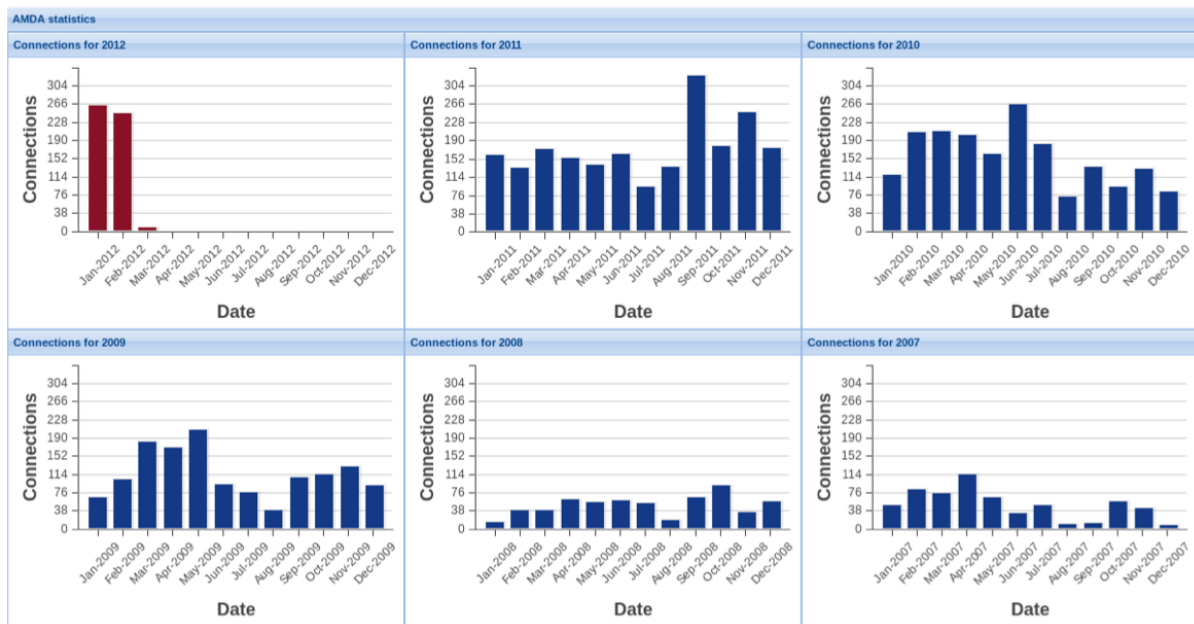 AMDA statistics
Connections for 2012
Connections
304
266
228
190
152
114
76
38
0
Jan-2012
Feb-2012
Mar-2012
Apr-2012
May-2012
Jun-2012
Jul-2012
Aug-2012
Sep-2012
Oct-2012
Nov-2012
Dec-2012
Date
Connections for 2011
Connections
304
266
228
190
152
114
76
38
0
Jan-2011
Feb-2011
Mar-2011
Apr-2011
May-2011
Jun-2011
Jul-2011
Aug-2011
Sep-2011
Oct-2011
Nov-2011
Dec-2011
Date
Connections for 2010
Connections
304
266
228
190
152
114
76
38
0
Jan-2010
Feb-2010
Mar-2010
Apr-2010
May-2010
Jun-2010
Jul-2010
Aug-2010
Sep-2010
Oct-2010
Nov-2010
Dec-2010
Date
Connections for 2009
Connections
304
266
228
190
152
114
76
38
0
Jan-2009
Feb-2009
Mar-2009
Apr-2009
May-2009
Jun-2009
Jul-2009
Aug-2009
Sep-2009
Oct-2009
Nov-2009
Dec-2009
Date
Connections for 2008
Connections
304
266
228
190
152
114
76
38
0
Jan-2008
Feb-2008
Mar-2008
Apr-2008
May-2008
Jun-2008
Jul-2008
Aug-2008
Sep-2008
Oct-2008
Nov-2008
Dec-2008
Date
Connections for 2007
Connections
304
266
228
190
152
114
76
38
0
Jan-2007
Feb-2007
Mar-2007
Apr-2007
May-2007
Jun-2007
Jul-2007
Aug-2007
Sep-2007
Oct-2007
Nov-2007
Dec-2007
Date